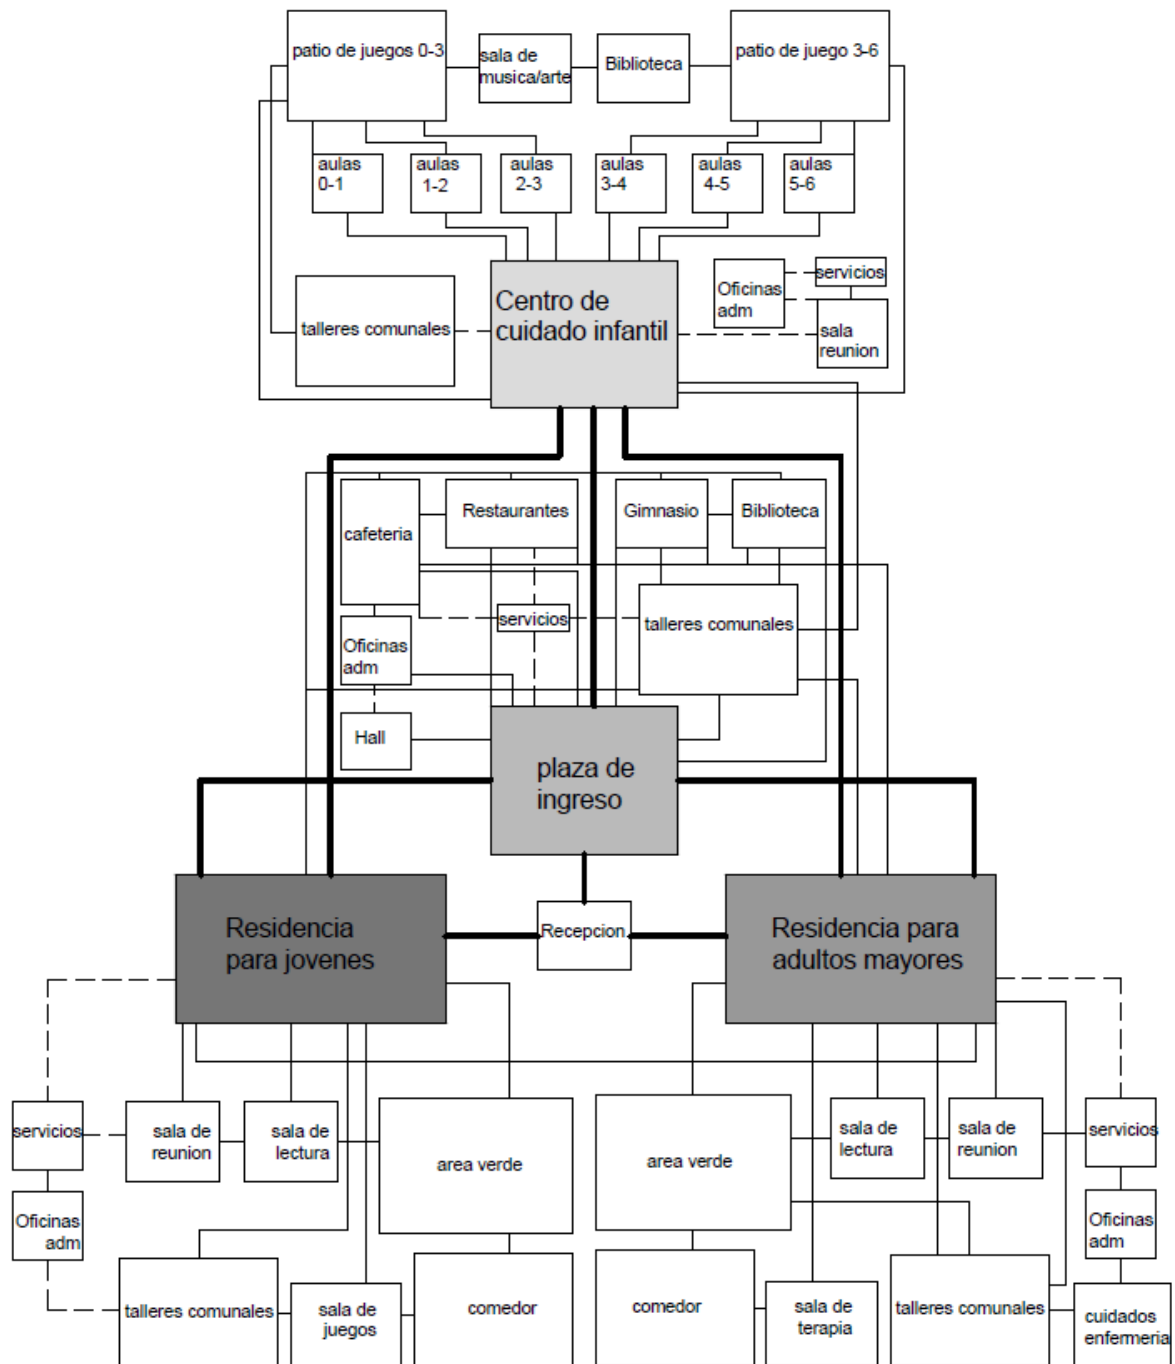 patio de juegos 0-3
sala de
musica/arte
Biblioteca
patio de juego 3-6
aulas
0-1
aulas
1-2
aulas
2-3
aulas
3-4
aulas
4-5
aulas
5-6
talleres comunales
Centro de
cuidado infantil
Oficinas
adm
servicios
sala
reunion
cafeteria
Restaurantes
Gimnasio
Biblioteca
servicios
talleres comunales
Oficinas
adm
Hall
plaza de
ingreso
Residencia
para jovenes
Recepcion
Residencia para
adultos mayores
servicios
sala de
reunion
sala de
lectura
area verde
area verde
sala de
lectura
sala de
reunion
servicios
Oficinas
adm
Oficinas
adm
talleres comunales
sala de
juegos
comedor
comedor
sala de
terapia
talleres comunales
cuidados
enfermeria